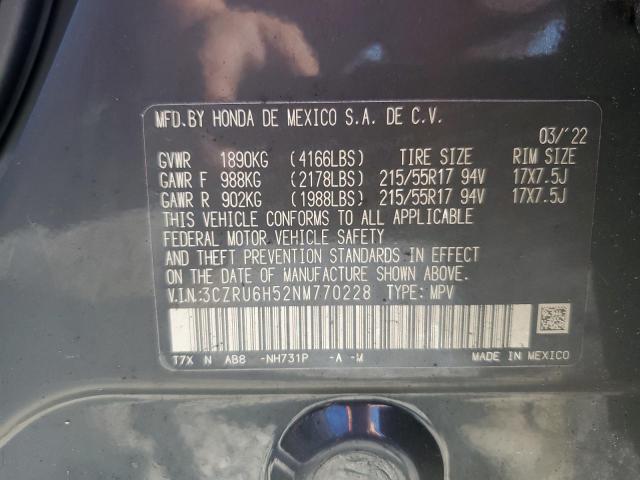 MFD.BY HONDA DE MEXICO S.A. DE C.V.
03/'22
GVWR 1890KG (4166LBS) TIRE SIZE RIM SIZE
GAWR F 988KG (2178LBS) 215/55R17 94V 17X7.5J
GAWR R 902KG (1988LBS) 215/55R17 94V 17X7.5J
THIS VEHICLE CONFORMS TO ALL APPLICABLE
FEDERAL MOTOR VEHICLE SAFETY
AND THEFT PREVENTION STANDARDS IN EFFECT
ON THE DATE OF MANUFACTURE SHOWN ABOVE.
V.I.N.:3CZRU6H52NM770228 TYPE: MPV
T7X N AB8 -NH731P -A -M MADE IN MEXICO